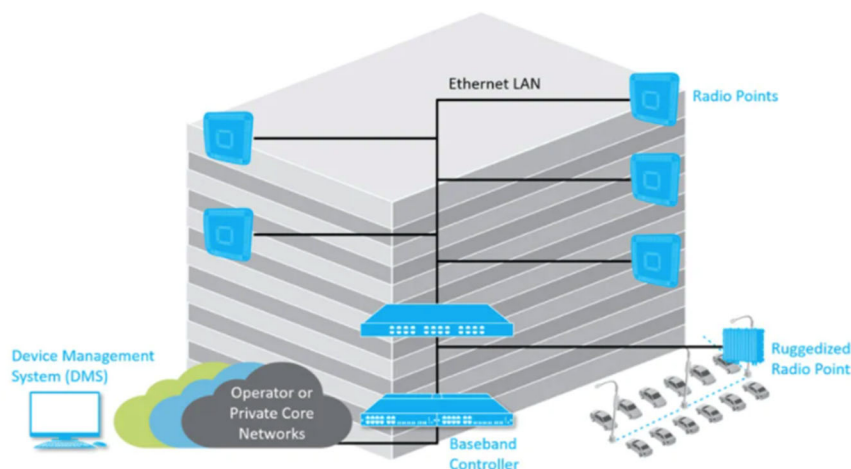 Ethernet LAN
Radio Points
Device Management
System (DMS)
Operator or
Private Core
Networks
Baseband
Controller
Ruggedized
Radio Point